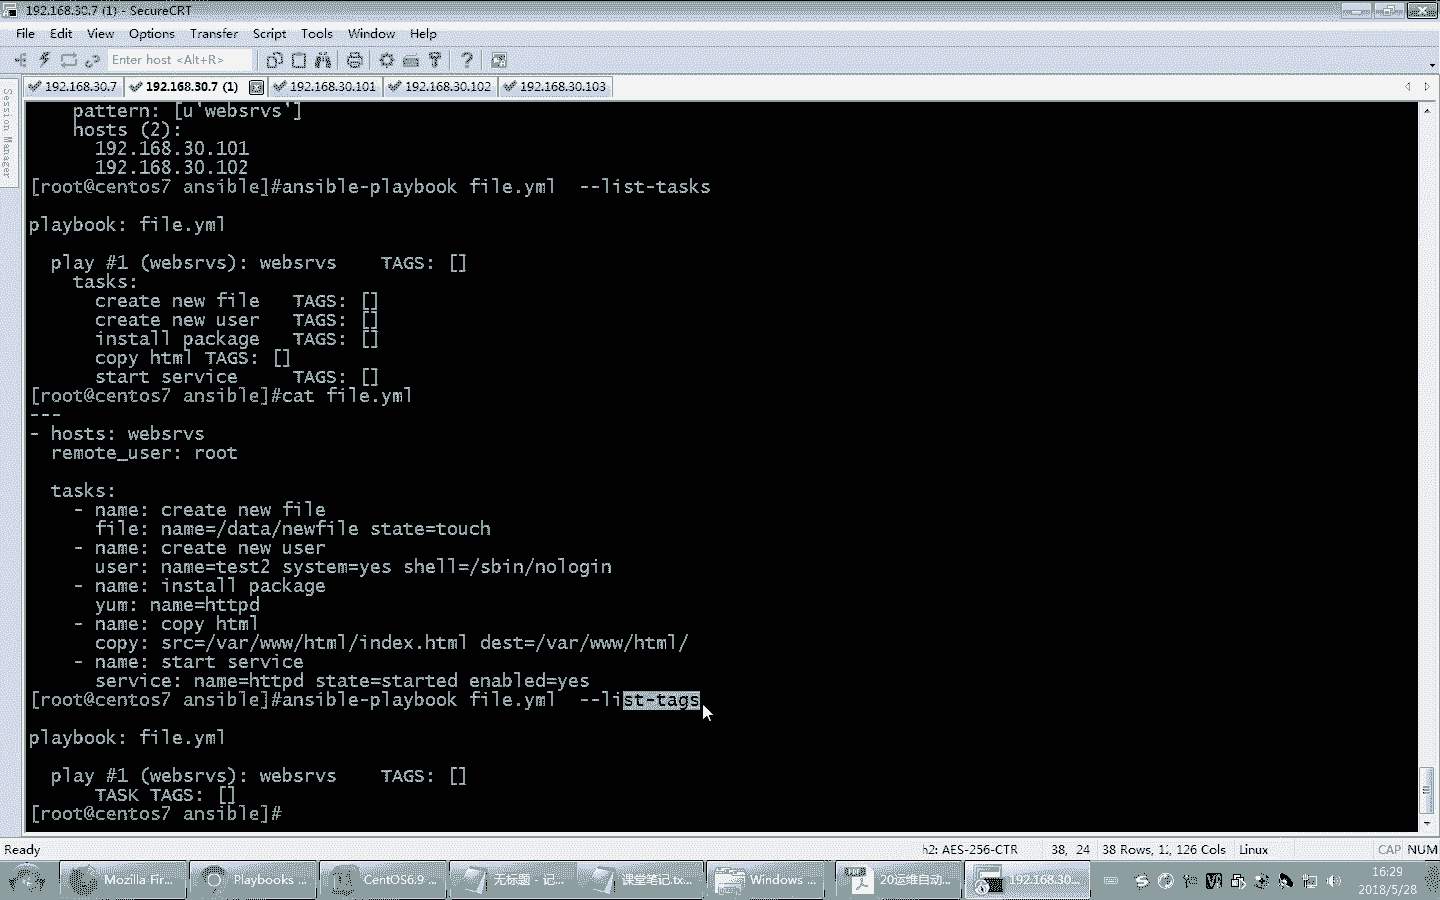 192.168.30.7 (1) - SecureCRT
File Edit View Options Transfer Script Tools Window Help
Enter host <Alt+R>
192.168.30.7 192.168.30.7 (1) 192.168.30.101 192.168.30.102 192.168.30.103
Session Manager
pattern: [u'websrvs']
hosts (2):
192.168.30.101
192.168.30.102
[root@centos7 ansible]#ansible-playbook file.yml --list-tasks
playbook: file.yml
play #1 (websrvs): websrvs TAGS: []
tasks:
create new file TAGS: []
create new user TAGS: []
install package TAGS: []
copy html TAGS: []
start service TAGS: []
[root@centos7 ansible]#cat file.yml
---
- hosts: websrvs
remote_user: root
tasks:
- name: create new file
file: name=/data/newfile state=touch
- name: create new user
user: name=test2 system=yes shell=/sbin/nologin
- name: install package
yum: name=httpd
- name: copy html
copy: src=/var/www/html/index.html dest=/var/www/html/
- name: start service
service: name=httpd state=started enabled=yes
[root@centos7 ansible]#ansible-playbook file.yml --list-tags
playbook: file.yml
play #1 (websrvs): websrvs TAGS: []
TASK TAGS: []
[root@centos7 ansible]#
Ready AES-256-CTR 38, 24 38 Rows, 126 Cols Linux CAP NUM
Mozilla Fir... Playbooks ... CentOS6.9 ... 无标题 - 记... 课堂笔记.tx... Windows ... 20运维自动... 192.168.30... 16:29
2018/5/28